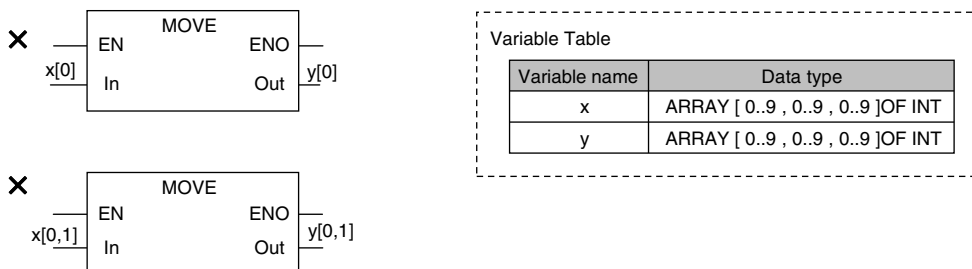 MOVE
EN ENO
x[0] In Out y[0]
MOVE
EN ENO
x[0,1] In Out y[0,1]
Variable Table
Variable name Data type
x ARRAY [ 0..9 , 0..9 , 0..9 ]OF INT
y ARRAY [ 0..9 , 0..9 , 0..9 ]OF INT